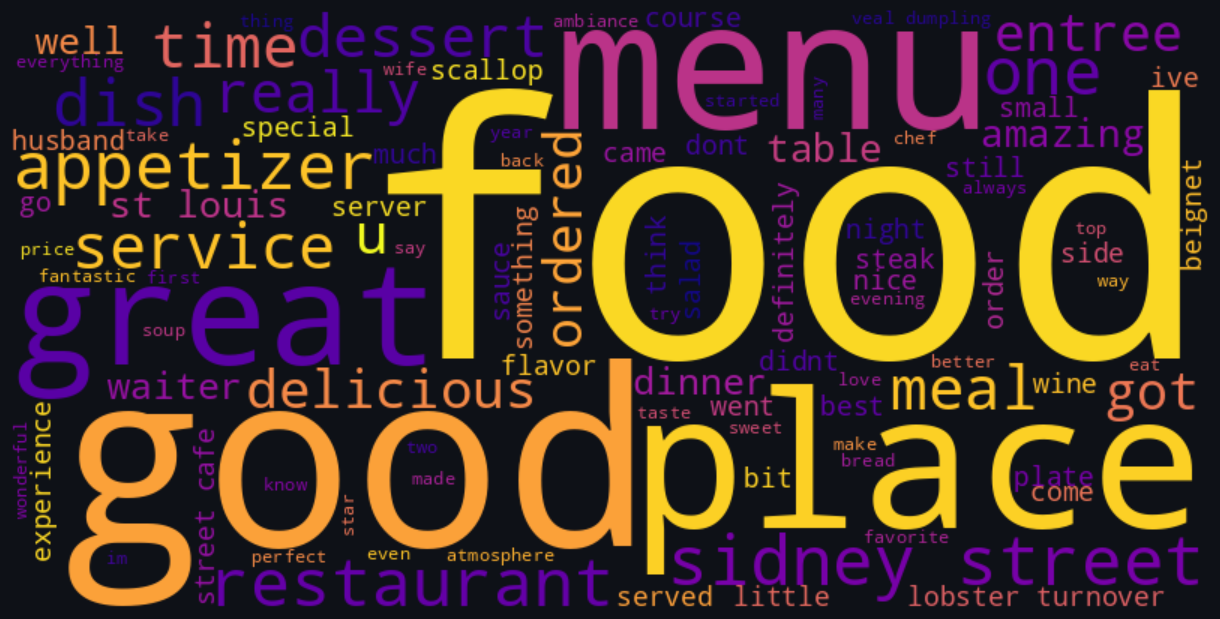 thing
ambiance
course
veal dumpling
well
time
dessert
menu
entree
everything
wife
scallop
one
ive
dish
really
started
many
small
husband
take
special
year
amazing
appetizer
much
back
ordered
came
dont
table
chef
still
always
food
go
st louis
server
service
u
say
price
fantastic
first
sauce
something
think
salad
try
definitely
night
steak
nice
evening
order
top
side
way
beignet
great
soup
flavor
didnt
better
eat
waiter
delicious
dinner
love
meal
wine
got
taste
went
best
sweet
wonderful
experience
good
place
street cafe
know
two
made
star
bit
make
bread
plate
come
im
perfect
even
atmosphere
favorite
restaurant
sidney street
served
little
lobster turnover